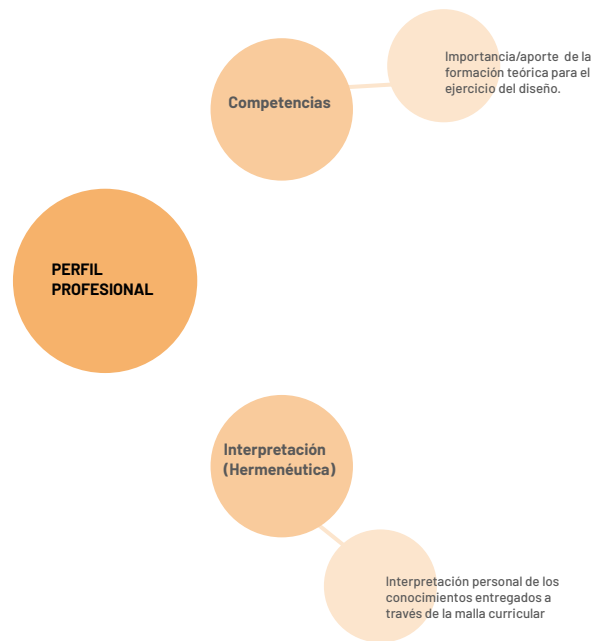 Importancia/aporte de la
formación teórica para el
ejercicio del diseño.
Competencias
PERFIL
PROFESIONAL
Interpretación
(Hermenéutica)
Interpretación personal de los
conocimientos entregados a
través de la malla curricular